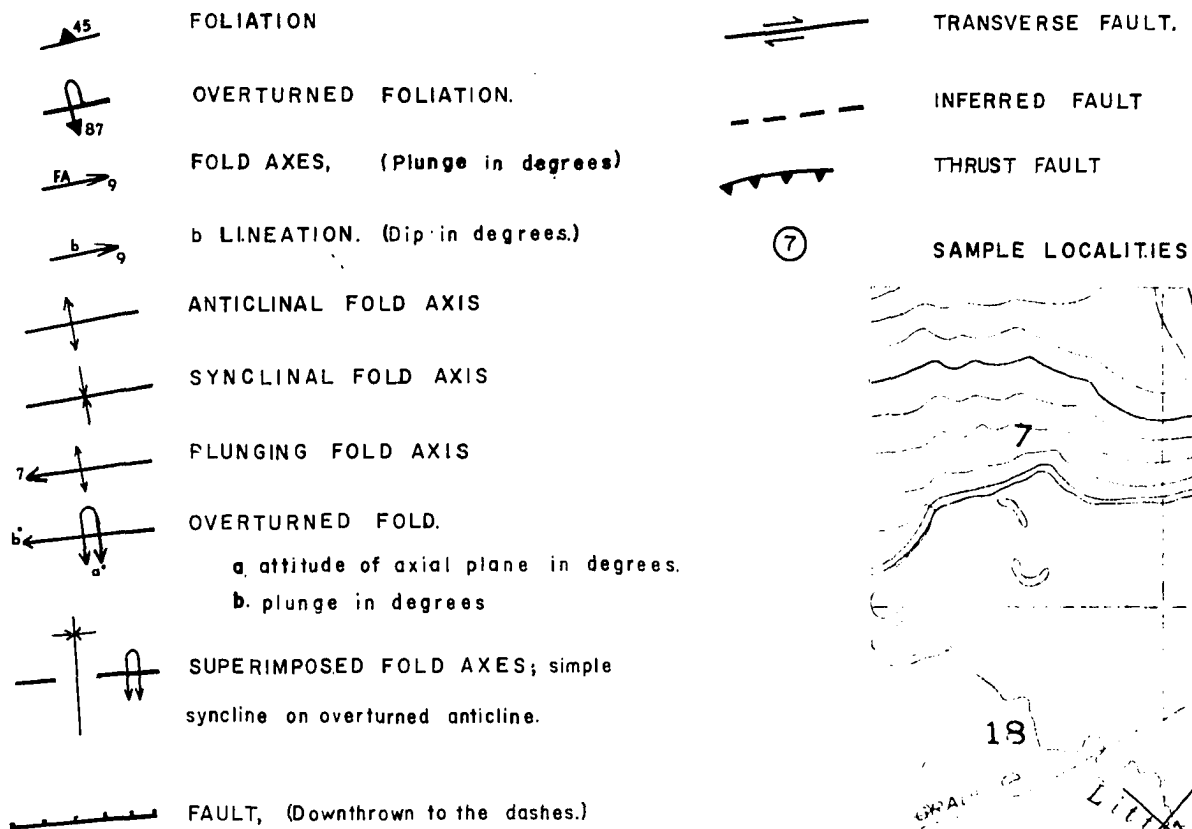 45
FOLIATION
OVERTURNED FOLIATION.
87
FOLD AXES, (Plunge in degrees)
FA
9
b LINEATION. (Dip in degrees.)
b
9
ANTICLINAL FOLD AXIS
SYNCLINAL FOLD AXIS
PLUNGING FOLD AXIS
7
OVERTURNED FOLD.
b°
a°
a. attitude of axial plane in degrees.
b. plunge in degrees
SUPERIMPOSED FOLD AXES; simple
syncline on overturned anticline.
FAULT, (Downthrown to the dashes.)
TRANSVERSE FAULT.
INFERRED FAULT
THRUST FAULT
7
SAMPLE LOCALITIES
7
18